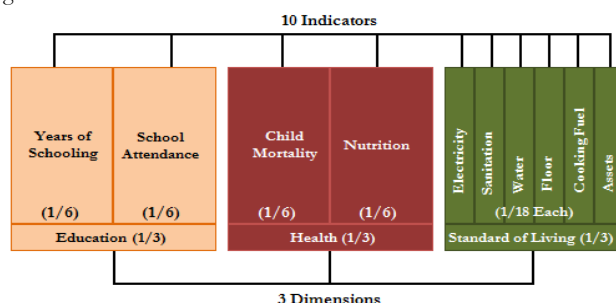 10 Indicators
Years of
Schooling
(1/6)
School
Attendance
(1/6)
Education (1/3)
Child
Mortality
(1/6)
Nutrition
(1/6)
Health (1/3)
Electricity
Sanitation
Water
Floor
Cooking Fuel
Assets
(1/18 Each)
Standard of Living (1/3)
3 Dimensions